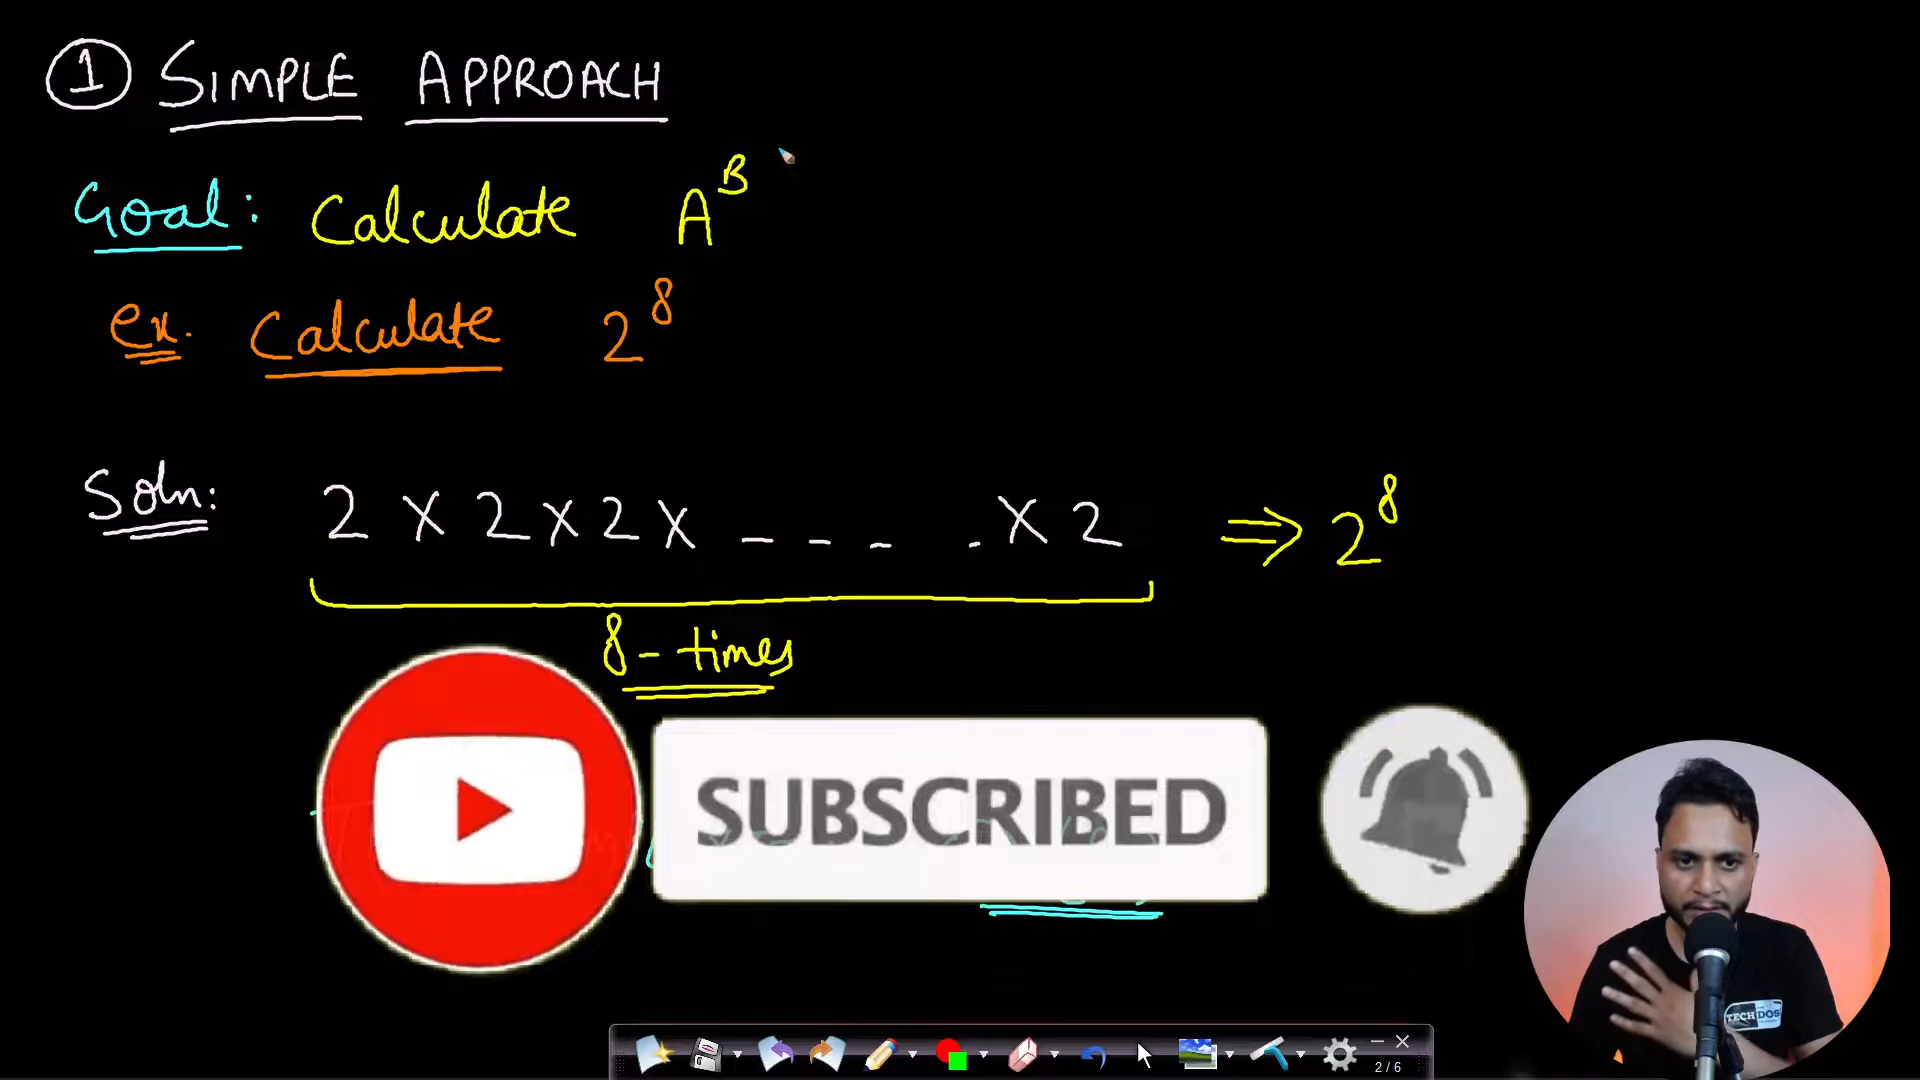 1 SIMPLE APPROACH
Goal: Calculate A^B
ex. Calculate 2^8
Soln: 2 X 2 X 2 X _ _ _ . X 2 ⇒ 2^8
8 - times
SUBSCRIBED
TECH DOS
2 / 6